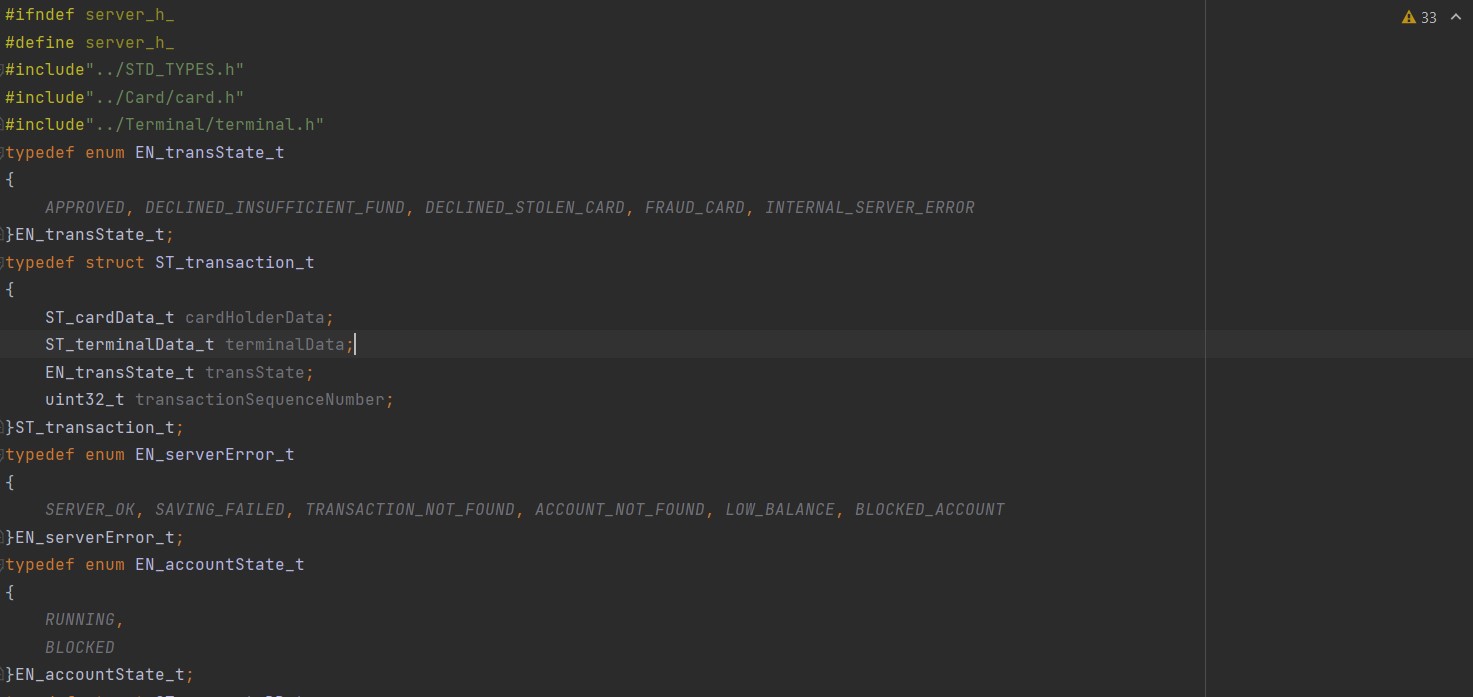 #ifndef server_h_
33
#define server_h_
#include"../STD_TYPES.h"
#include"../Card/card.h"
#include"../Terminal/terminal.h"
typedef enum EN_transState_t
{
    APPROVED, DECLINED_INSUFFICIENT_FUND, DECLINED_STOLEN_CARD, FRAUD_CARD, INTERNAL_SERVER_ERROR
}EN_transState_t;
typedef struct ST_transaction_t
{
    ST_cardData_t cardHolderData;
    ST_terminalData_t terminalData;
    EN_transState_t transState;
    uint32_t transactionSequenceNumber;
}ST_transaction_t;
typedef enum EN_serverError_t
{
    SERVER_OK, SAVING_FAILED, TRANSACTION_NOT_FOUND, ACCOUNT_NOT_FOUND, LOW_BALANCE, BLOCKED_ACCOUNT
}EN_serverError_t;
typedef enum EN_accountState_t
{
    RUNNING,
    BLOCKED
}EN_accountState_t;